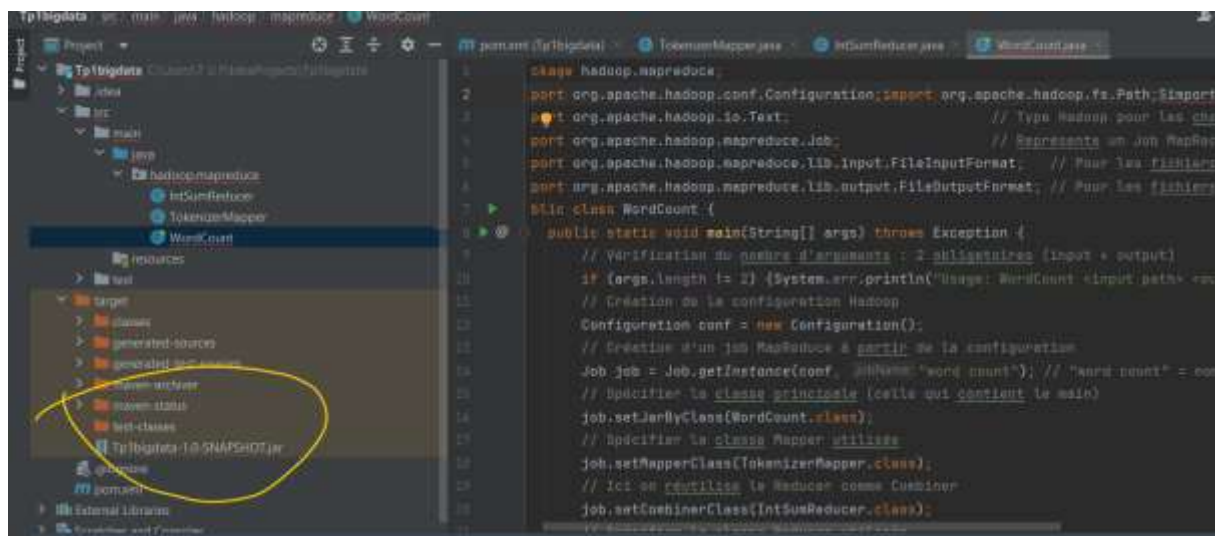 Tp1bigdata src main java hadoop mapreduce WordCount
Project
pom.xml (Tp1bigdata)
TokenizerMapper.java
IntSumReducer.java
WordCount.java
Project
Tp1bigdata
.idea
src
main
java
hadoop.mapreduce
IntSumReducer
TokenizerMapper
WordCount
resources
test
target
classes
generated-sources
generated-test-sources
maven-archiver
maven-status
test-classes
Tp1bigdata-1.0-SNAPSHOT.jar
.gitignore
pom.xml
External Libraries
Scratches and Consoles
ckage hadoop.mapreduce;
port org.apache.hadoop.conf.Configuration;import org.apache.hadoop.fs.Path;
port org.apache.hadoop.io.Text; // Type Hadoop pour les
port org.apache.hadoop.mapreduce.Job; // Représente un Job
port org.apache.hadoop.mapreduce.lib.input.FileInputFormat; // Pour les fichiers
port org.apache.hadoop.mapreduce.lib.output.FileOutputFormat; // Pour les fichiers
blic class WordCount {
public static void main(String[] args) throws Exception {
// Vérification du nombre d'arguments : 2 obligatoires (input + output)
if (args.length != 2) {System.err.println("Usage: WordCount <input path>
// Création de la configuration Hadoop
Configuration conf = new Configuration();
// Création d'un job MapReduce à partir de la configuration
Job job = Job.getInstance(conf, jobName: "word count"); // "word count" =
// Spécifier la classe principale (celle qui contient le main)
job.setJarByClass(WordCount.class);
// Spécifier la classe Mapper utilisée
job.setMapperClass(TokenizerMapper.class);
// Ici on réutilise le Reducer comme Combiner
job.setCombinerClass(IntSumReducer.class);